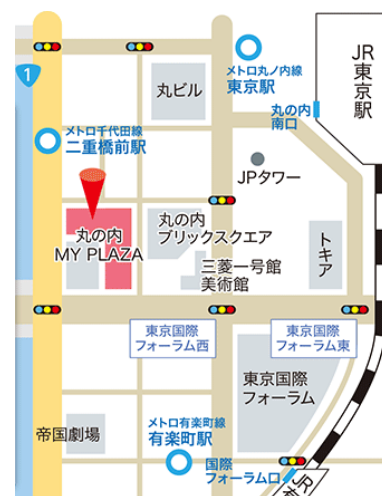 1
メトロ丸ノ内線
東京駅
JR東京駅
丸ビル
丸の内
南口
メトロ千代田線
二重橋前駅
JPタワー
丸の内
MY PLAZA
丸の内
ブリックスクエア
三菱一号館
美術館
トキア
東京国際
フォーラム西
東京国際
フォーラム東
東京国際
フォーラム
帝国劇場
メトロ有楽町線
有楽町駅
国際
フォーラム口
JR